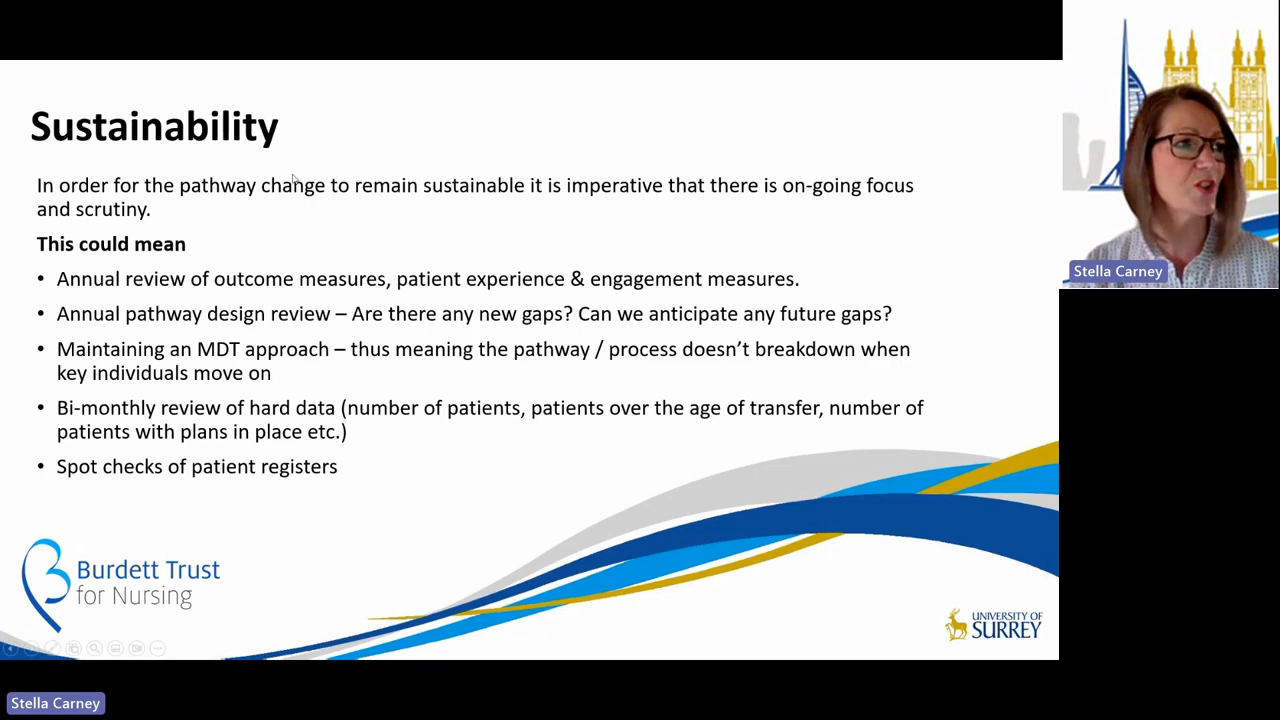 Sustainability
In order for the pathway change to remain sustainable it is imperative that there is on-going focus
and scrutiny.
This could mean
• Annual review of outcome measures, patient experience & engagement measures.
• Annual pathway design review – Are there any new gaps? Can we anticipate any future gaps?
• Maintaining an MDT approach – thus meaning the pathway / process doesn’t breakdown when
key individuals move on
• Bi-monthly review of hard data (number of patients, patients over the age of transfer, number of
patients with plans in place etc.)
• Spot checks of patient registers
Burdett Trust
for Nursing
UNIVERSITY OF
SURREY
Stella Carney
Stella Carney